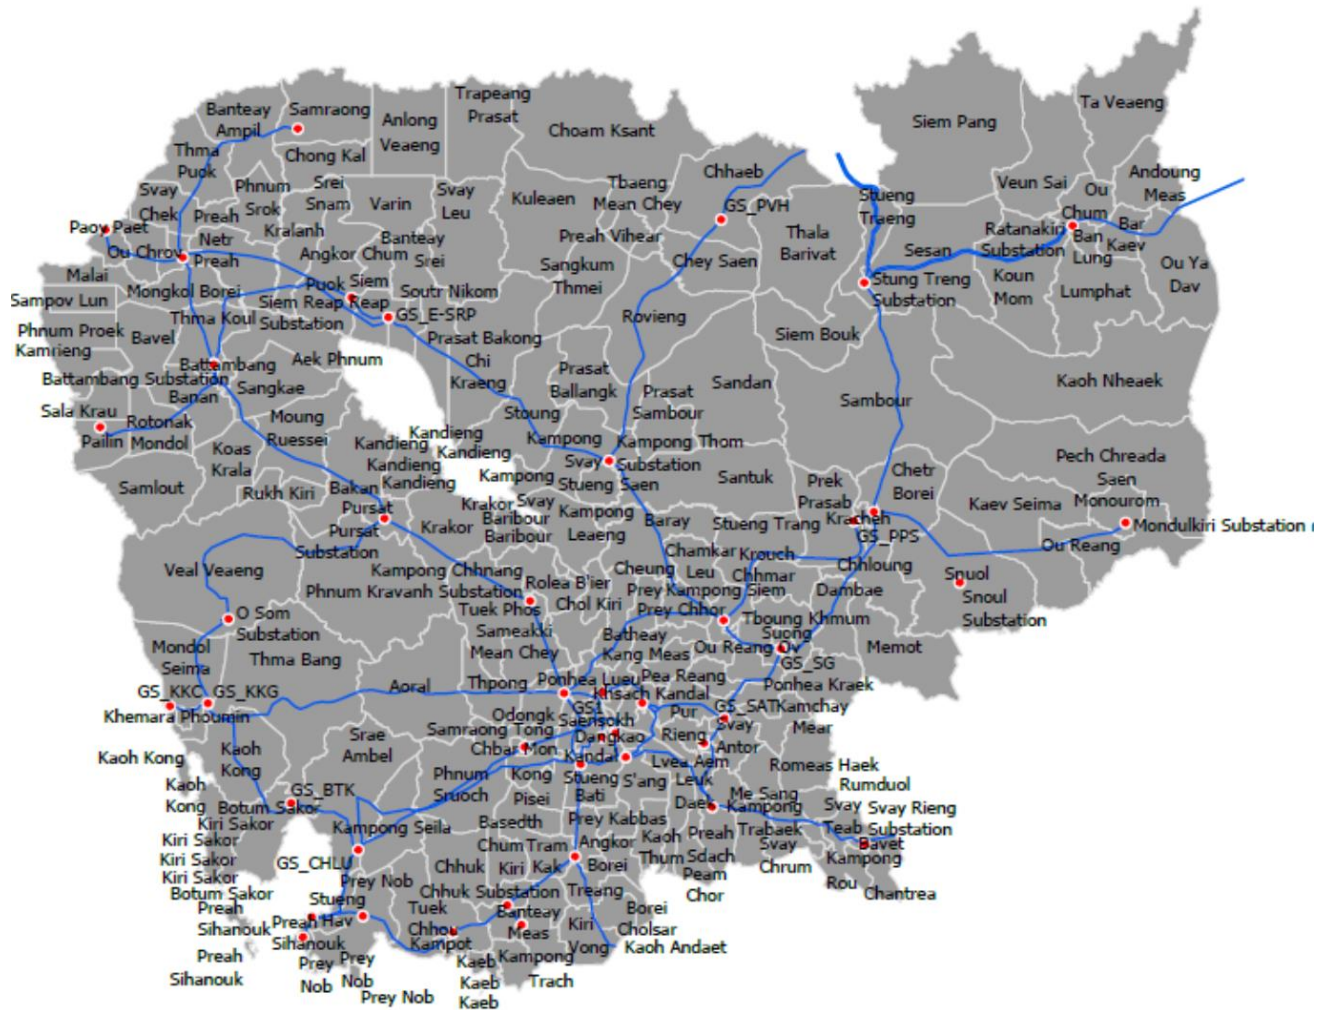 Banteay
Ampil
Samraong
Anlong
Veaeng
Trapeang
Prasat
Choam Ksant
Siem Pang
Ta Veaeng
Thma
Puok
Chong Kal
Chhaeb
Stueng
Traeng
Veun Sai
Ou
Chum
Andoung
Meas
Svay
Chek
Phnum
Srok
Srei
Snam
Varin
Svay
Leu
Kuleaen
Tbaeng
Mean Chey
GS_PVH
Thala
Barivat
Sesan
Ratanakiri
Substation
Ban
Lung
Bar
Kaev
Paoy Paet
Ou Chrov
Preah
Netr
Preah
Kralanh
Angkor
Chum
Banteay
Srei
Preah Vihear
Sangkum
Thmei
Chey Saen
Stung Treng
Substation
Koun
Mom
Lumphat
Ou Ya
Dav
Malai
Mongkol Borei
Puok
Siem
Reap
Siem Reap
Substation
Soutr Nikom
GS_E-SRP
Sampov Lun
Thma Koul
Prasat Bakong
Rovieng
Siem Bouk
Phnum Proek
Kamrieng
Bavel
Battambang
Aek Phnum
Chi
Kraeng
Prasat
Ballangk
Prasat
Sambour
Sandan
Sambour
Kaoh Nheaek
Battambang Substation
Sangkae
Banan
Sala Krau
Pailin
Rotonak
Mondol
Moung
Ruessei
Stoung
Kandieng
Kandieng
Kandieng
Kandieng
Kandieng
Kampong
Svay
Kampong Thom
Substation
Stueng Saen
Santuk
Koas
Krala
Samlout
Rukh Kiri
Bakan
Kampong
Svay
Prek
Prasab
Chetr
Borei
Pech Chreada
Saen
Monourom
Kaev Seima
Mondulkiri Substation
Ou Reang
Pursat
Pursat
Substation
Krakor
Krakor
Baribour
Baribour
Kampong
Leaeng
Baray
Stueng Trang
Kracheh
GS_PPS
Chhloung
Veal Veaeng
Kampong Chhnang
Substation
Phnum Kravanh
Rolea B'ier
Chol Kiri
Cheung
Prey
Chamkar
Leu
Krouch
Chhmar
Dambae
Snuol
Snoul
Substation
Tuek Phos
Kampong Siem
Prey Chhor
Tboung Khmum
Suong
O Som
Substation
Sameakki
Mean Chey
Batheay
Kang Meas
Ou Reang Ov
GS_SG
Memot
Mondol
Seima
Thma Bang
Aoral
Thpong
Ponhea Lueu
Pea Reang
Khsach Kandal
Ponhea Kraek
GS_KKC
GS_KKG
Khemara Phoumin
Odongk
GS1
Saensokh
Pur
Rieng
GS_SAT
Kamchay
Mear
Svay
Antor
Srae
Ambel
Samraong Tong
Chbar Mon
Dangkao
Kandal
Stueng
Lvea Aem
Kaoh Kong
Kaoh
Kong
Kaoh
Kong
Phnum
Sruoch
Kong
Pisei
Bati
S'ang
Leuk
Daek
Romeas Haek
Rumduol
Me Sang
GS_BTK
Botum Sakor
Kampong
Trabaek
Svay
Teab
Svay Rieng
Substation
Bavet
Kiri Sakor
Kiri Sakor
Kiri Sakor
Kiri Sakor
Botum Sakor
Kampong Seila
Basedth
Prey Kabbas
Kaoh
Thum
Preah
Sdach
Svay
Chrum
Kampong
Rou
Chantrea
GS_CHLU
Chum
Kiri
Tram
Kak
Angkor
Borei
Peam
Chor
Chhuk
Prey Nob
Chhuk Substation
Treang
Stueng
Hav
Preah
Sihanouk
Preah
Sihanouk
Preah
Sihanouk
Tuek
Chhou
Kampot
Banteay
Meas
Kiri
Vong
Borei
Cholsar
Kaoh Andaet
Prey
Nob
Prey
Nob
Prey Nob
Kaeb
Kaeb
Kaeb
Kampong
Trach